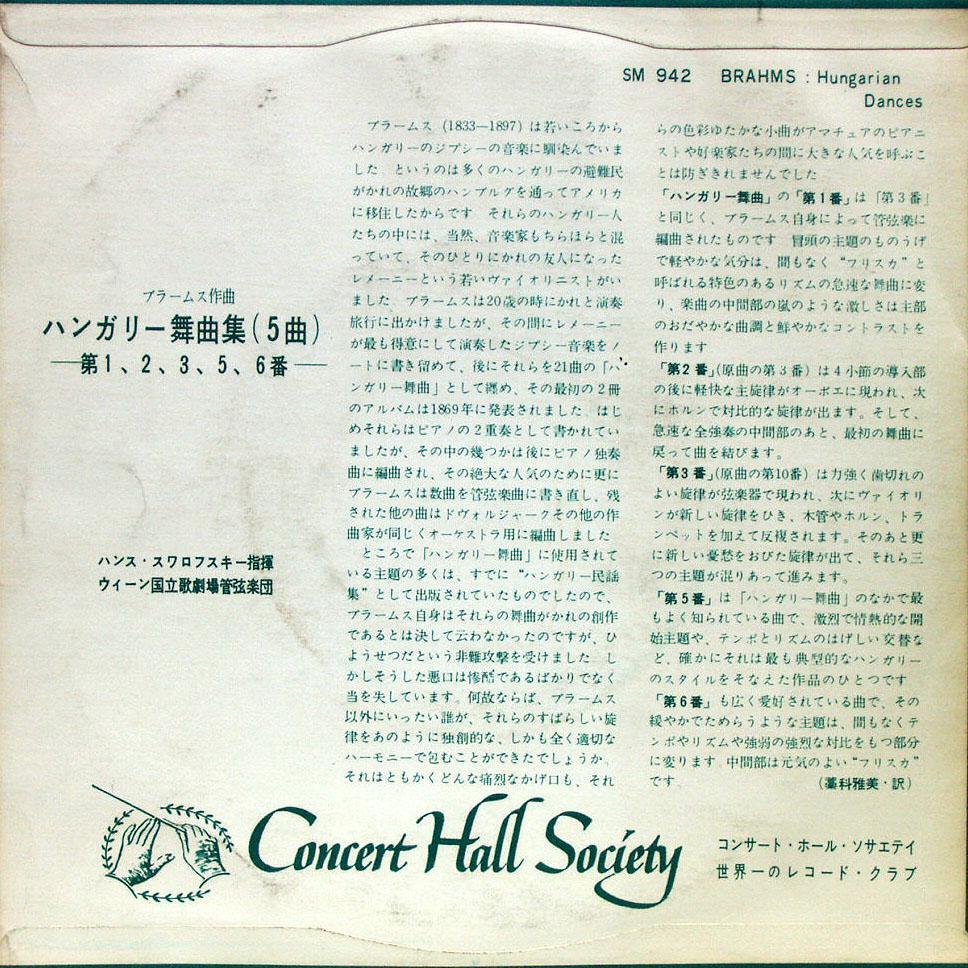 SM 942 BRAHMS : Hungarian
Dances
ブラームス作曲
ハンガリー舞曲集(5曲)
—第1、2、3、5、6番—
ハンス・スワロフスキー指揮
ウィーン国立歌劇場管弦楽団
ブラームス (1833—1897) は若いころから
ハンガリーのジプシーの音楽に馴染んでいま
した というのは多くのハンガリーの避難民
がかれの故郷のハンブルグを通ってアメリカ
に移住したからです それらのハンガリー人
たちの中には、当然、音楽家もちらほらと混
っていて、そのひとりにかれの友人になった
レメーニーという若いヴァイオリニストがい
ました ブラームスは20歳の時にかれと演奏
旅行に出かけましたが、その間にレメーニー
が最も得意にして演奏したジプシー音楽をノ
ートに書き留めて、後にそれらを21曲の「ハ
ンガリー舞曲」として纏め、その最初の2冊
のアルバムは1869年に発表されました はじ
めそれらはピアノの2重奏として書かれてい
ましたが、その中の幾つかは後にピアノ独奏
曲に編曲され、その絶大な人気のために更に
ブラームスは数曲を管弦楽曲に書き直し、残
された他の曲はドヴォルジャークその他の作
曲家が同じくオーケストラ用に編曲しました
ところで「ハンガリー舞曲」に使用されて
いる主題の多くは、すでに“ハンガリー民謡
集”として出版されていたものでしたので、
ブラームス自身はそれらの舞曲がかれの創作
であるとは決して云わなかったのですが、ひ
ようせつだという非難攻撃を受けました し
かしそうした悪口は惨酷であるばかりでなく
当を失しています。何故ならば、ブラームス
以外にいったい誰が、それらのすばらしい旋
律をあのように独創的な、しかも全く適切な
ハーモニーで包むことができたでしょうか。
それはともかくどんな痛烈なかげ口も、それ
らの色彩ゆたかな小曲がアマチュアのピアニ
ストや好楽家たちの間に大きな人気を呼ぶこ
とは防ぎきれませんでした
「ハンガリー舞曲」の「第1番」は「第3番」
と同じく、ブラームス自身によって管弦楽に
編曲されたものです 冒頭の主題のものうげ
で軽やかな気分は、間もなく“フリスカ”と
呼ばれる特色のあるリズムの急速な舞曲に変
り、楽曲の中間部の嵐のような激しさは主部
のおだやかな曲調と鮮やかなコントラストを
作ります
「第2番」(原曲の第3番)は4小節の導入部
の後に軽快な主旋律がオーボエに現われ、次
にホルンで対比的な旋律が出ます。そして、
急速な全強奏の中間部のあと、最初の舞曲に
戻って曲を結びます。
「第3番」(原曲の第10番)は力強く歯切れの
よい旋律が弦楽器で現われ、次にヴァイオリ
ンが新しい旋律をひき、木管やホルン、トラ
ンペットを加えて反複されます。そのあと更
に新しい憂愁をおびた旋律が出て、それら三
つの主題が混りあって進みます。
「第5番」は「ハンガリー舞曲」のなかで最
もよく知られている曲で、激烈で情熱的な開
始主題や、テンポとリズムのはげしい交替な
ど、確かにそれは最も典型的なハンガリー
のスタイルをそなえた作品のひとつです
「第6番」も広く愛好されている曲で、その
緩やかでためらうような主題は、間もなくテ
ンポやリズムや強弱の強烈な対比をもつ部分
に変ります 中間部は元気のよい“フリスカ”
です (藁科雅美・訳)
Concert Hall Society
コンサート・ホール・ソサエテイ
世界一のレコード・クラブ